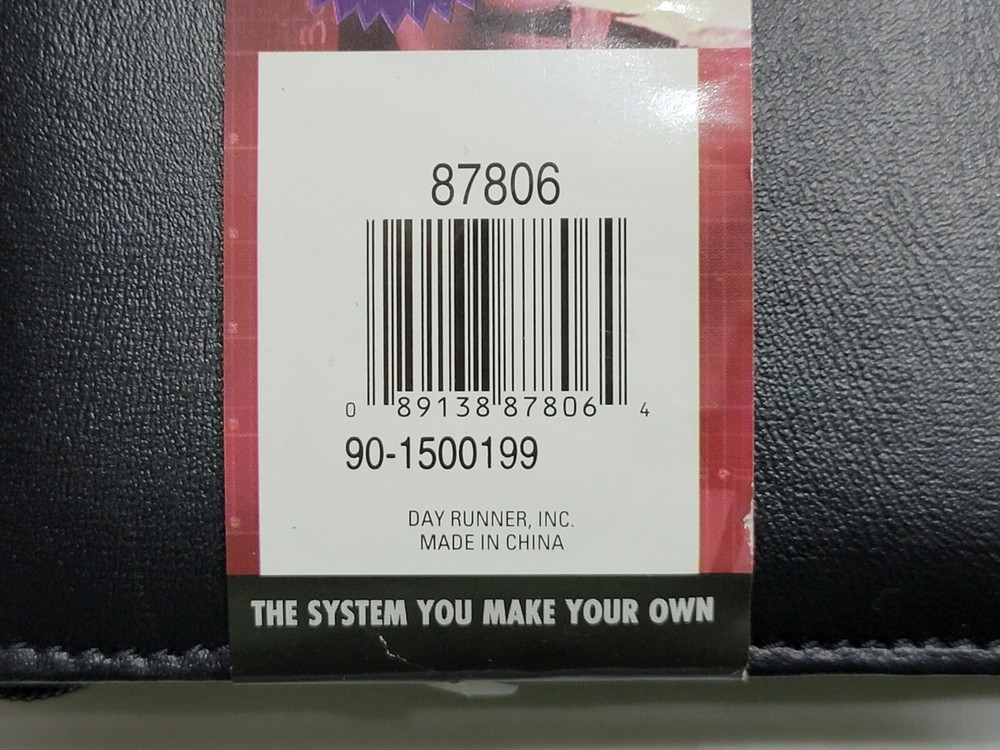 87806
0 89138 87806 4
90-1500199
DAY RUNNER, INC.
MADE IN CHINA
THE SYSTEM YOU MAKE YOUR OWN